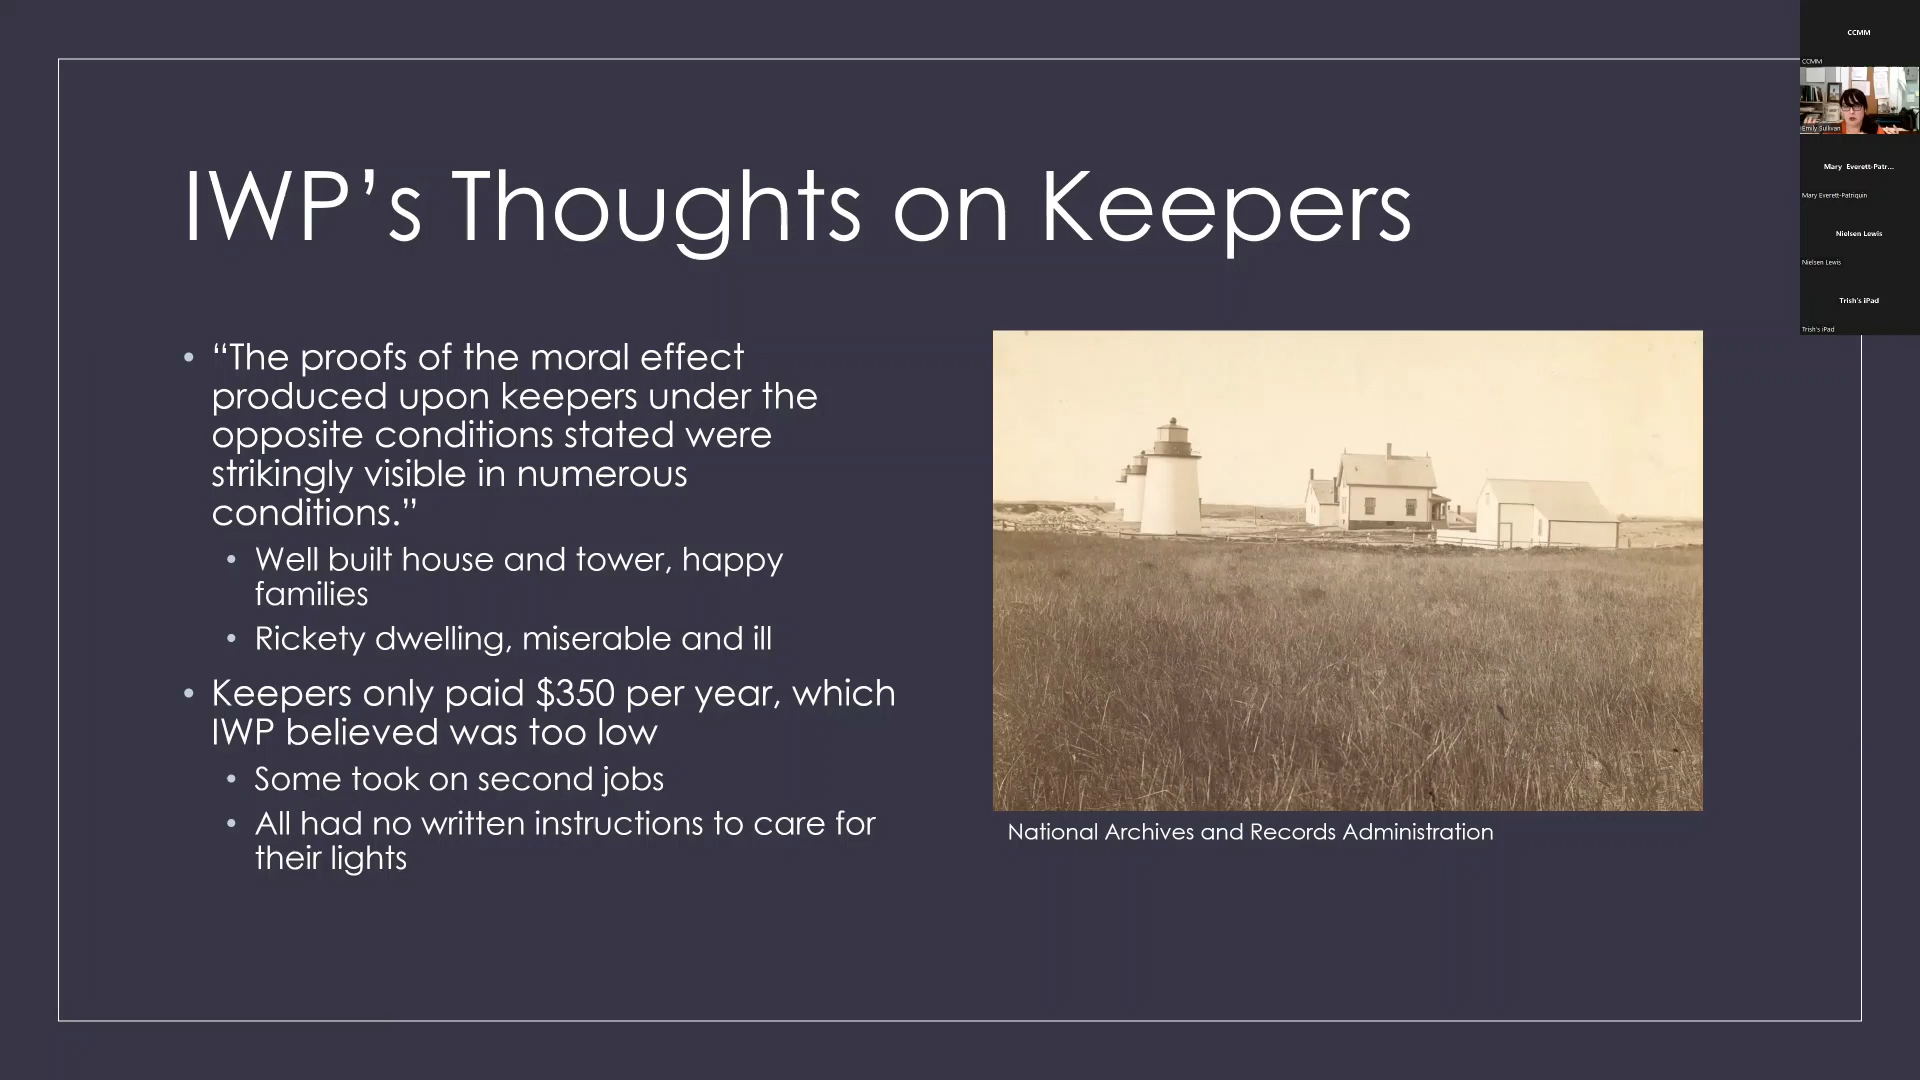 IWP’s Thoughts on Keepers
• “The proofs of the moral effect
produced upon keepers under the
opposite conditions stated were
strikingly visible in numerous
conditions.”
• Well built house and tower, happy
families
• Rickety dwelling, miserable and ill
• Keepers only paid $350 per year, which
IWP believed was too low
• Some took on second jobs
• All had no written instructions to care for
their lights
National Archives and Records Administration
CCMM
CCMM
Emily Sullivan
Mary Everett-Patr...
Mary Everett-Patriquin
Nielsen Lewis
Nielsen Lewis
Trish's iPad
Trish's iPad